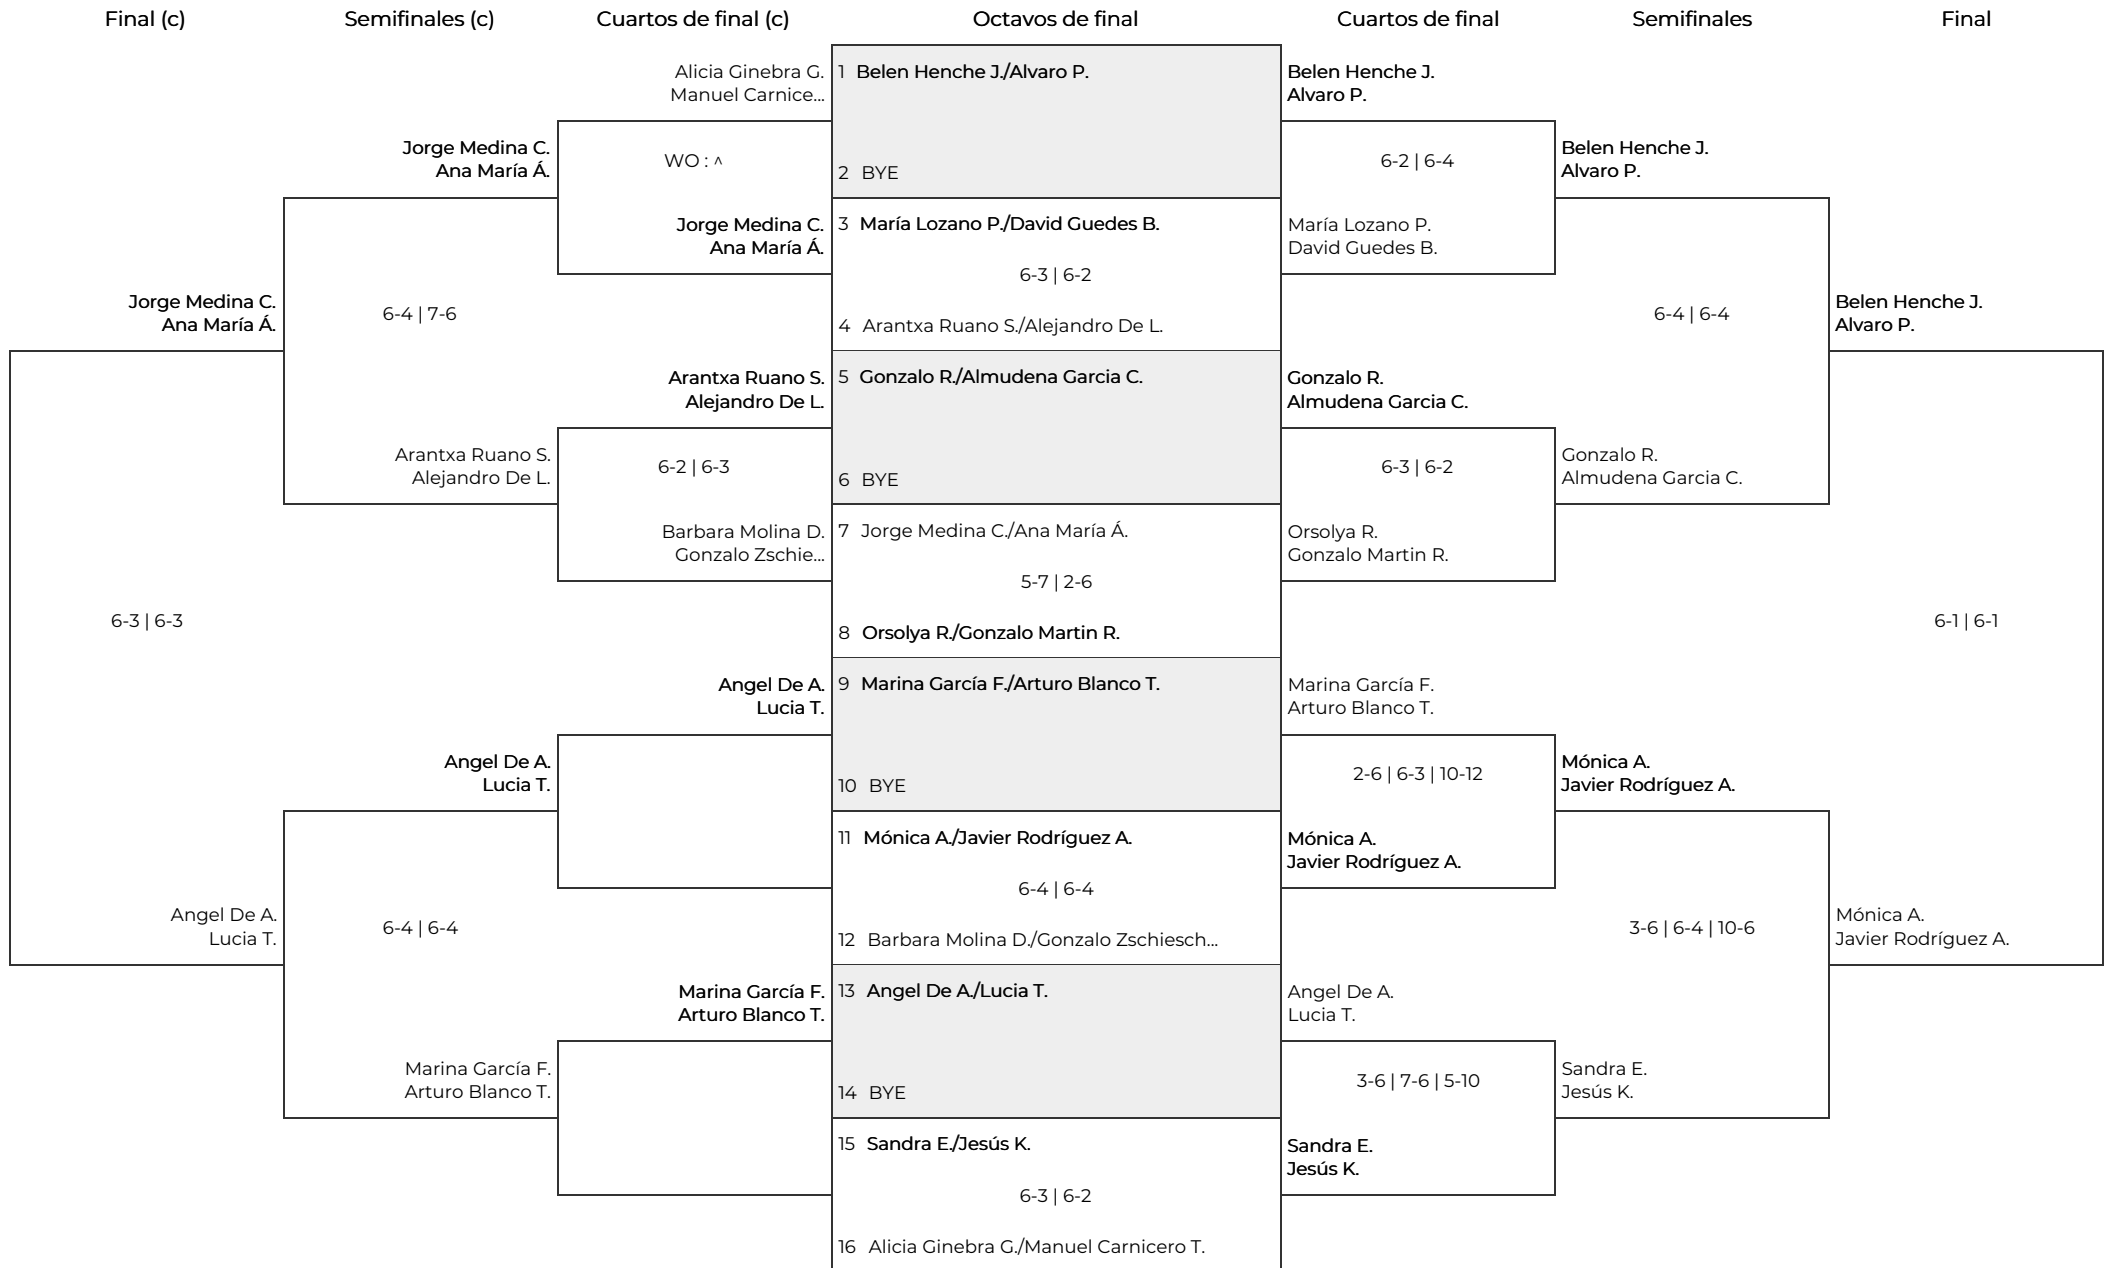 Final (c)
Semifinales (c)
Cuartos de final (c)
Octavos de final
Cuartos de final
Semifinales
Final
Jorge Medina C.
Ana María Á.
6-3 | 6-3
Angel De A.
Lucia T.
Jorge Medina C.
Ana María Á.
6-4 | 7-6
Arantxa Ruano S.
Alejandro De L.
Angel De A.
Lucia T.
6-4 | 6-4
Marina García F.
Arturo Blanco T.
Alicia Ginebra G.
Manuel Carnice...
WO : ^
Jorge Medina C.
Ana María Á.
Arantxa Ruano S.
Alejandro De L.
6-2 | 6-3
Barbara Molina D.
Gonzalo Zschie...
Angel De A.
Lucia T.
Marina García F.
Arturo Blanco T.
1 Belen Henche J./Alvaro P.
2 BYE
3 María Lozano P./David Guedes B.
6-3 | 6-2
4 Arantxa Ruano S./Alejandro De L.
5 Gonzalo R./Almudena Garcia C.
6 BYE
7 Jorge Medina C./Ana María Á.
5-7 | 2-6
8 Orsolya R./Gonzalo Martin R.
9 Marina García F./Arturo Blanco T.
10 BYE
11 Mónica A./Javier Rodríguez A.
6-4 | 6-4
12 Barbara Molina D./Gonzalo Zschiesch...
13 Angel De A./Lucia T.
14 BYE
15 Sandra E./Jesús K.
6-3 | 6-2
16 Alicia Ginebra G./Manuel Carnicero T.
Belen Henche J.
Alvaro P.
6-2 | 6-4
María Lozano P.
David Guedes B.
Gonzalo R.
Almudena Garcia C.
6-3 | 6-2
Orsolya R.
Gonzalo Martin R.
Marina García F.
Arturo Blanco T.
2-6 | 6-3 | 10-12
Mónica A.
Javier Rodríguez A.
Angel De A.
Lucia T.
3-6 | 7-6 | 5-10
Sandra E.
Jesús K.
Belen Henche J.
Alvaro P.
6-4 | 6-4
Gonzalo R.
Almudena Garcia C.
Mónica A.
Javier Rodríguez A.
3-6 | 6-4 | 10-6
Sandra E.
Jesús K.
Belen Henche J.
Alvaro P.
6-1 | 6-1
Mónica A.
Javier Rodríguez A.